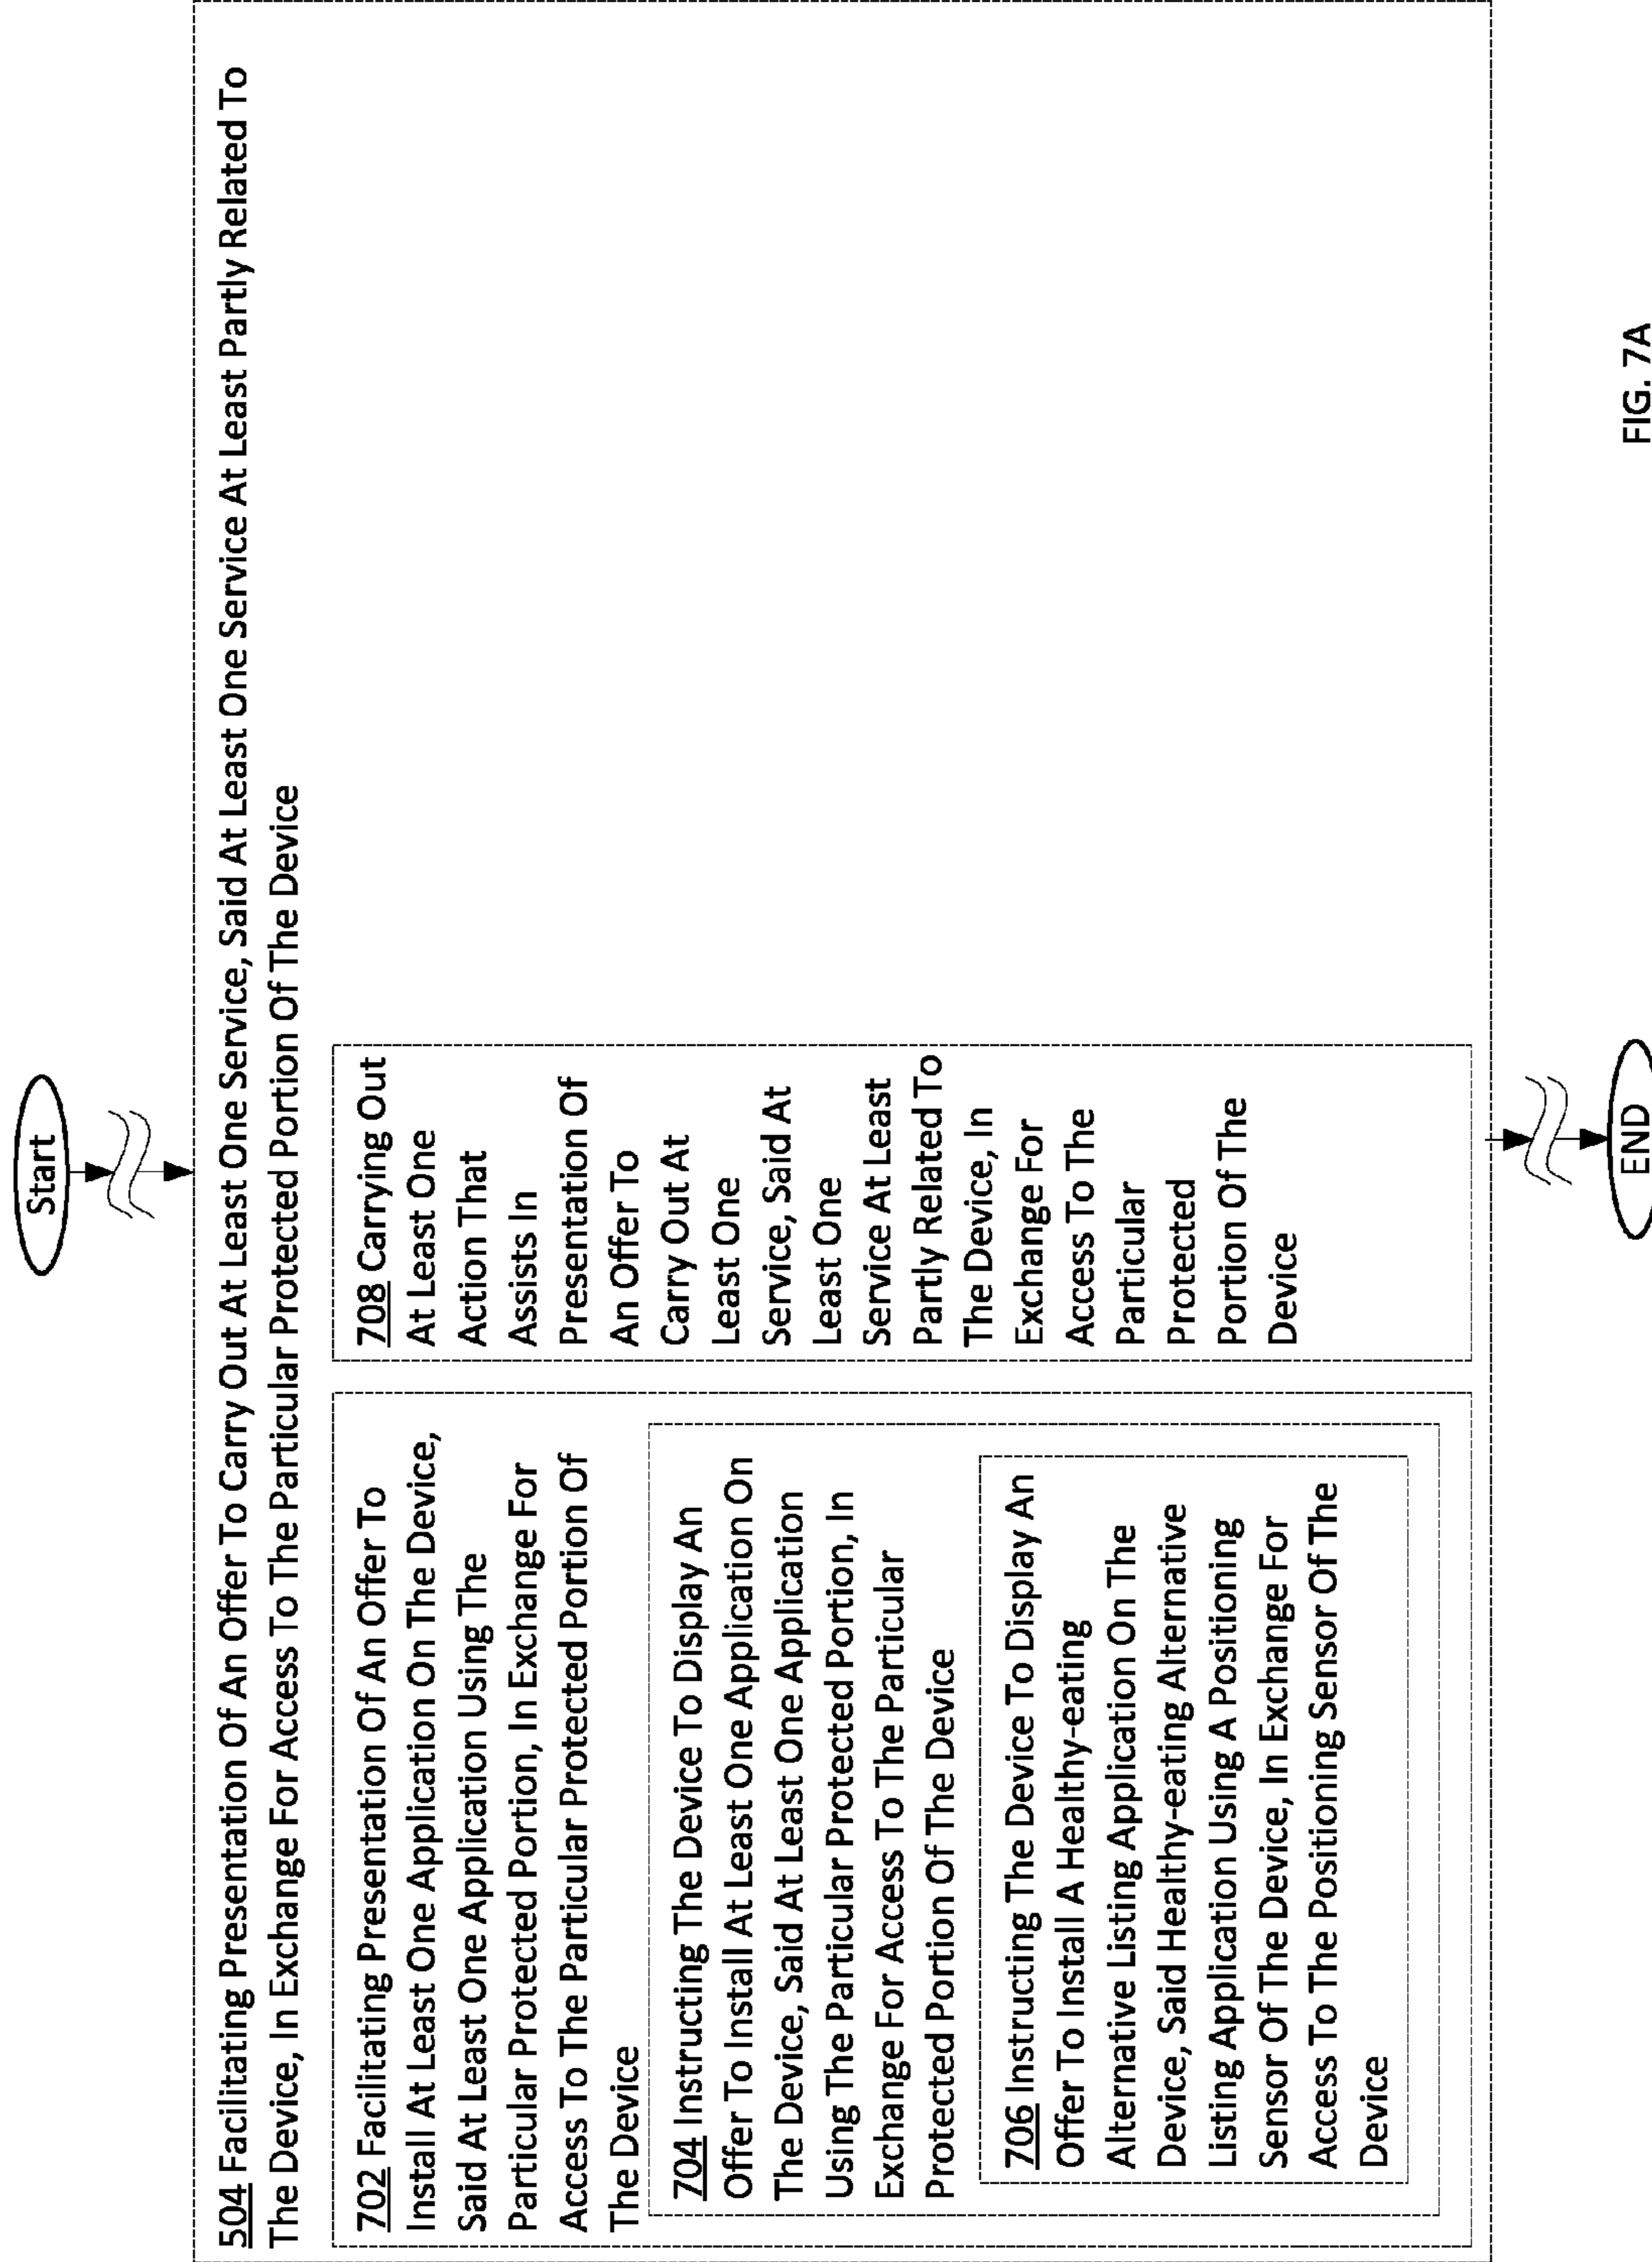 Start
504 Facilitating Presentation Of An Offer To Carry Out At Least One Service, Said At Least One Service At Least Partly Related To
The Device, In Exchange For Access To The Particular Protected Portion Of The Device
702 Facilitating Presentation Of An Offer To
Install At Least One Application On The Device,
Said At Least One Application Using The
Particular Protected Portion, In Exchange For
Access To The Particular Protected Portion Of
The Device
704 Instructing The Device To Display An
Offer To Install At Least One Application On
The Device, Said At Least One Application
Using The Particular Protected Portion, In
Exchange For Access To The Particular
Protected Portion Of The Device
706 Instructing The Device To Display An
Offer To Install A Healthy-eating
Alternative Listing Application On The
Device, Said Healthy-eating Alternative
Listing Application Using A Positioning
Sensor Of The Device, In Exchange For
Access To The Positioning Sensor Of The
Device
708 Carrying Out
At Least One
Action That
Assists In
Presentation Of
An Offer To
Carry Out At
Least One
Service, Said At
Least One
Service At Least
Partly Related To
The Device, In
Exchange For
Access To The
Particular
Protected
Portion Of The
Device
END
FIG. 7A